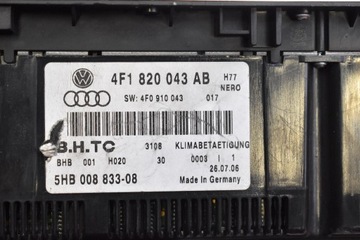 4F1 820 043 AB H77
NERO
SW: 4F0 910 043 017
B.H.TC 3108 KLIMABETAETIGUNG
BHB 001 H020 30 0003 1
26.07.06
5HB 008 833-08 Made in Germany